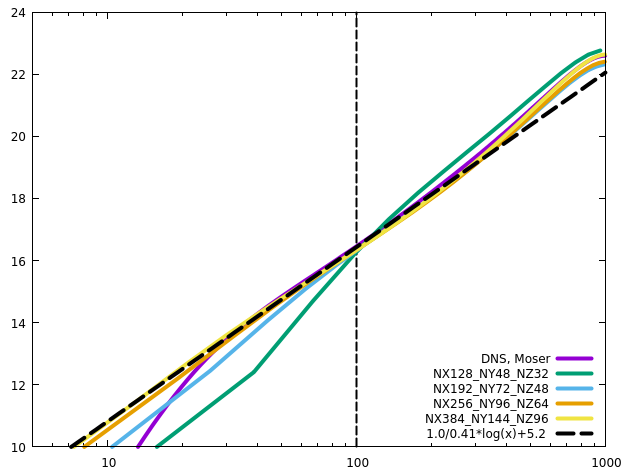 24
22
20
18
16
14
12
10
DNS, Moser
NX128_NY48_NZ32
NX192_NY72_NZ48
NX256_NY96_NZ64
NX384_NY144_NZ96
1.0/0.41*log(x)+5.2
10 100 1000